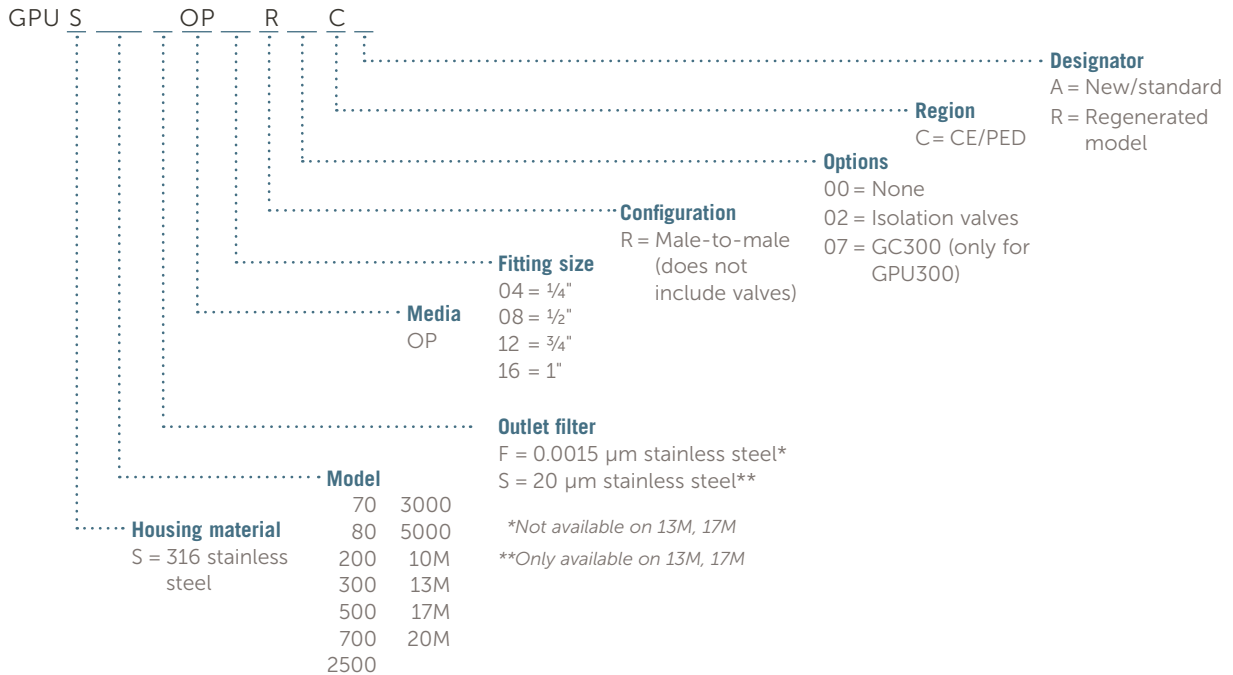 GPU S OP R C
Designator
A = New/standard
R = Regenerated
model
Region
C= CE/PED
Options
00 = None
02 = Isolation valves
07 = GC300 (only for
GPU300)
Configuration
R = Male-to-male
(does not
include valves)
Fitting size
04 = ¼"
08 = ½"
12 = ¾"
16 = 1"
Media
OP
Outlet filter
F = 0.0015 µm stainless steel*
S = 20 µm stainless steel**
*Not available on 13M, 17M
**Only available on 13M, 17M
Model
70 3000
80 5000
200 10M
300 13M
500 17M
700 20M
2500
Housing material
S = 316 stainless
steel